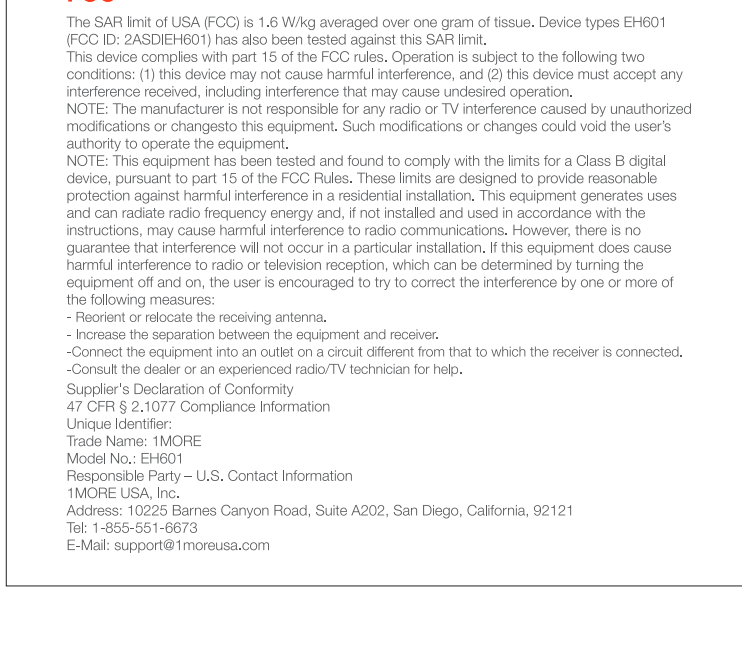 The SAR limit of USA (FCC) is 1.6 W/kg averaged over one gram of tissue. Device types EH601
(FCC ID: 2ASDIEH601) has also been tested against this SAR limit.
This device complies with part 15 of the FCC rules. Operation is subject to the following two
conditions: (1) this device may not cause harmful interference, and (2) this device must accept any
interference received, including interference that may cause undesired operation.
NOTE: The manufacturer is not responsible for any radio or TV interference caused by unauthorized
modifications or changesto this equipment. Such modifications or changes could void the user's
authority to operate the equipment.
NOTE: This equipment has been tested and found to comply with the limits for a Class B digital
device, pursuant to part 15 of the FCC Rules. These limits are designed to provide reasonable
protection against harmful interference in a residential installation. This equipment generates uses
and can radiate radio frequency energy and, if not installed and used in accordance with the
instructions, may cause harmful interference to radio communications. However, there is no
guarantee that interference will not occur in a particular installation. If this equipment does cause
harmful interference to radio or television reception, which can be determined by turning the
equipment off and on, the user is encouraged to try to correct the interference by one or more of
the following measures:
- Reorient or relocate the receiving antenna.
- Increase the separation between the equipment and receiver.
-Connect the equipment into an outlet on a circuit different from that to which the receiver is connected.
-Consult the dealer or an experienced radio/TV technician for help.
Supplier's Declaration of Conformity
47 CFR § 2.1077 Compliance Information
Unique Identifier:
Trade Name: 1MORE
Model No.: EH601
Responsible Party – U.S. Contact Information
1MORE USA, Inc.
Address: 10225 Barnes Canyon Road, Suite A202, San Diego, California, 92121
Tel: 1-855-551-6673
E-Mail: support@1moreusa.com